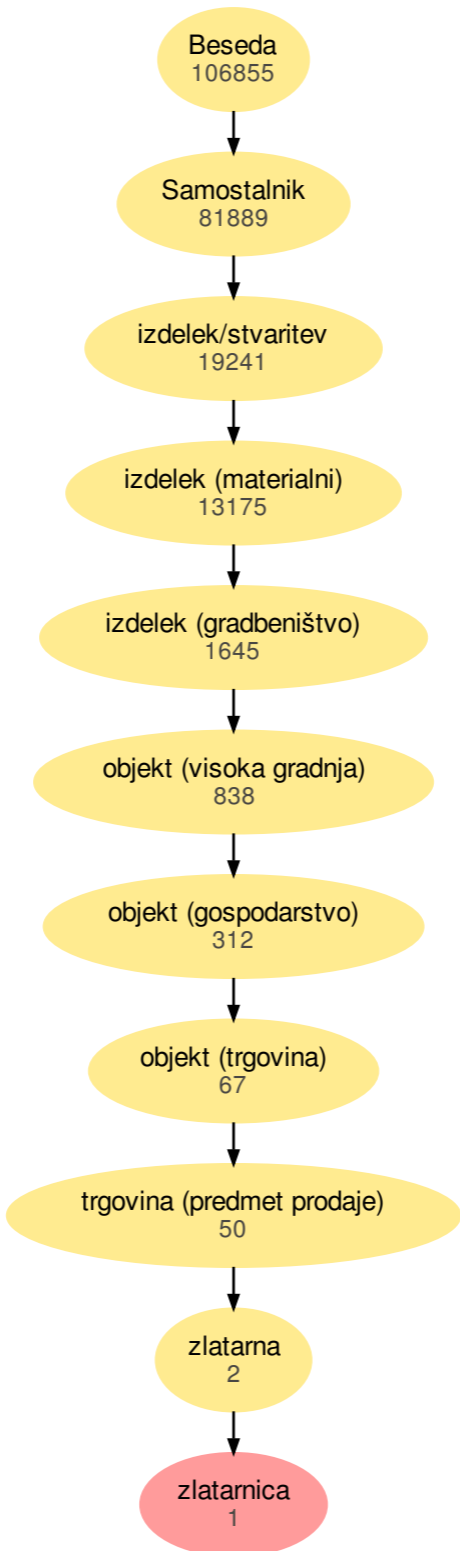 Beseda
106855
Samostalnik
81889
izdelek/stvaritev
19241
izdelek (materialni)
13175
izdelek (gradbeništvo)
1645
objekt (visoka gradnja)
838
objekt (gospodarstvo)
312
objekt (trgovina)
67
trgovina (predmet prodaje)
50
zlatarna
2
zlatarnica
1